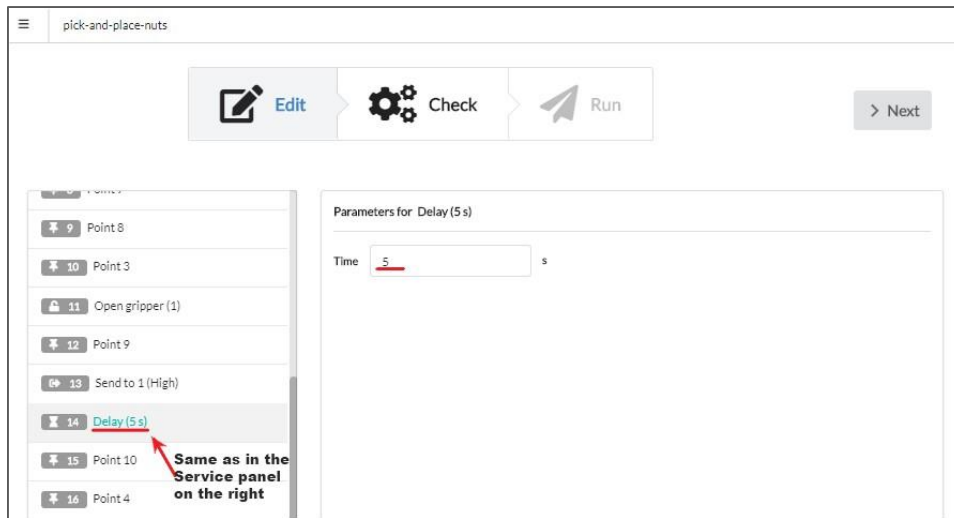 pick-and-place-nuts
Edit
Check
Run
> Next
9 Point 8
10 Point 3
11 Open gripper (1)
12 Point 9
13 Send to 1 (High)
14 Delay (5 s)
15 Point 10
16 Point 4
Same as in the
Service panel
on the right
Parameters for Delay (5 s)
Time 5 s